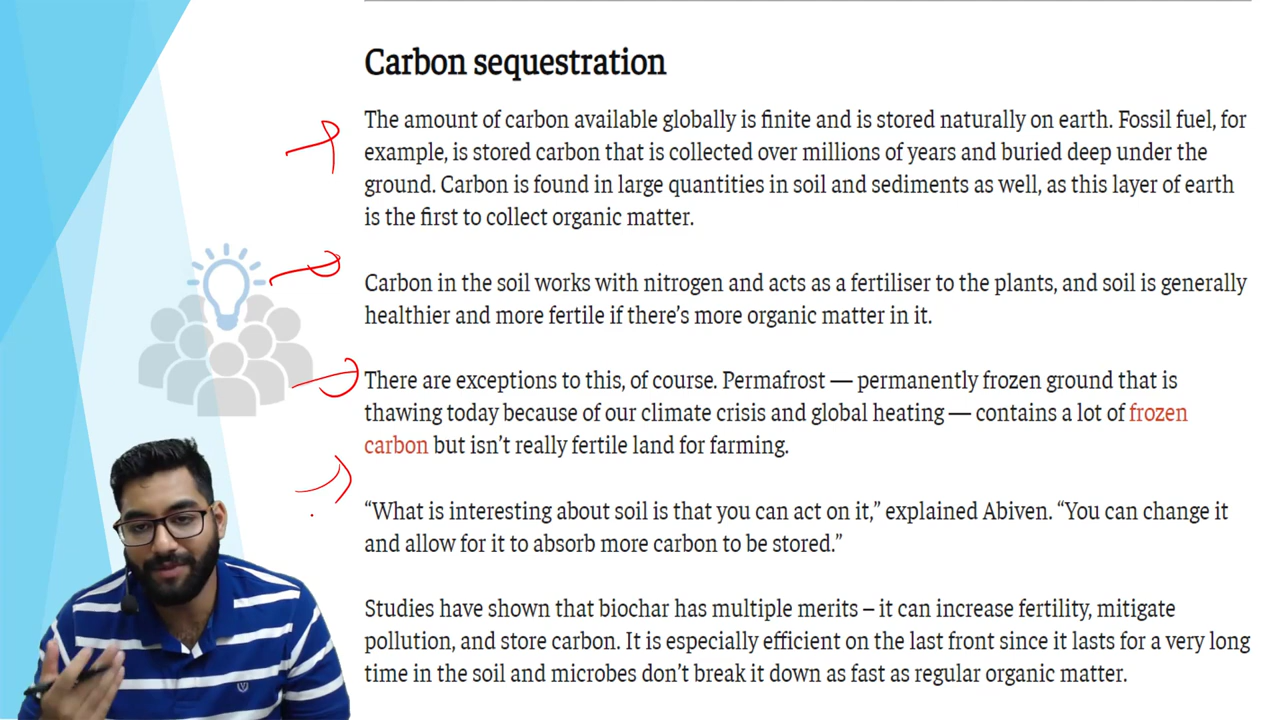 Carbon sequestration
The amount of carbon available globally is finite and is stored naturally on earth. Fossil fuel, for
example, is stored carbon that is collected over millions of years and buried deep under the
ground. Carbon is found in large quantities in soil and sediments as well, as this layer of earth
is the first to collect organic matter.
Carbon in the soil works with nitrogen and acts as a fertiliser to the plants, and soil is generally
healthier and more fertile if there’s more organic matter in it.
There are exceptions to this, of course. Permafrost — permanently frozen ground that is
thawing today because of our climate crisis and global heating — contains a lot of frozen
carbon but isn’t really fertile land for farming.
“What is interesting about soil is that you can act on it,” explained Abiven. “You can change it
and allow for it to absorb more carbon to be stored.”
Studies have shown that biochar has multiple merits – it can increase fertility, mitigate
pollution, and store carbon. It is especially efficient on the last front since it lasts for a very long
time in the soil and microbes don’t break it down as fast as regular organic matter.